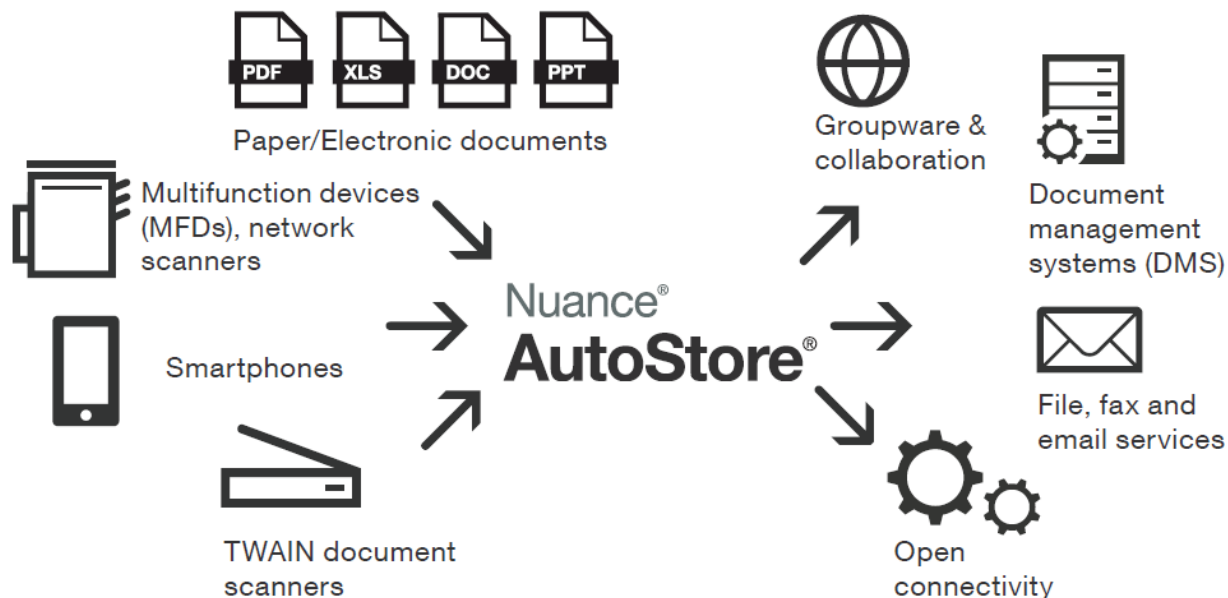 PDF
XLS
DOC
PPT
Paper/Electronic documents
Multifunction devices
(MFDs), network
scanners
Smartphones
TWAIN document
scanners
Nuance®
AutoStore®
Groupware &
collaboration
Document
management
systems (DMS)
File, fax and
email services
Open
connectivity